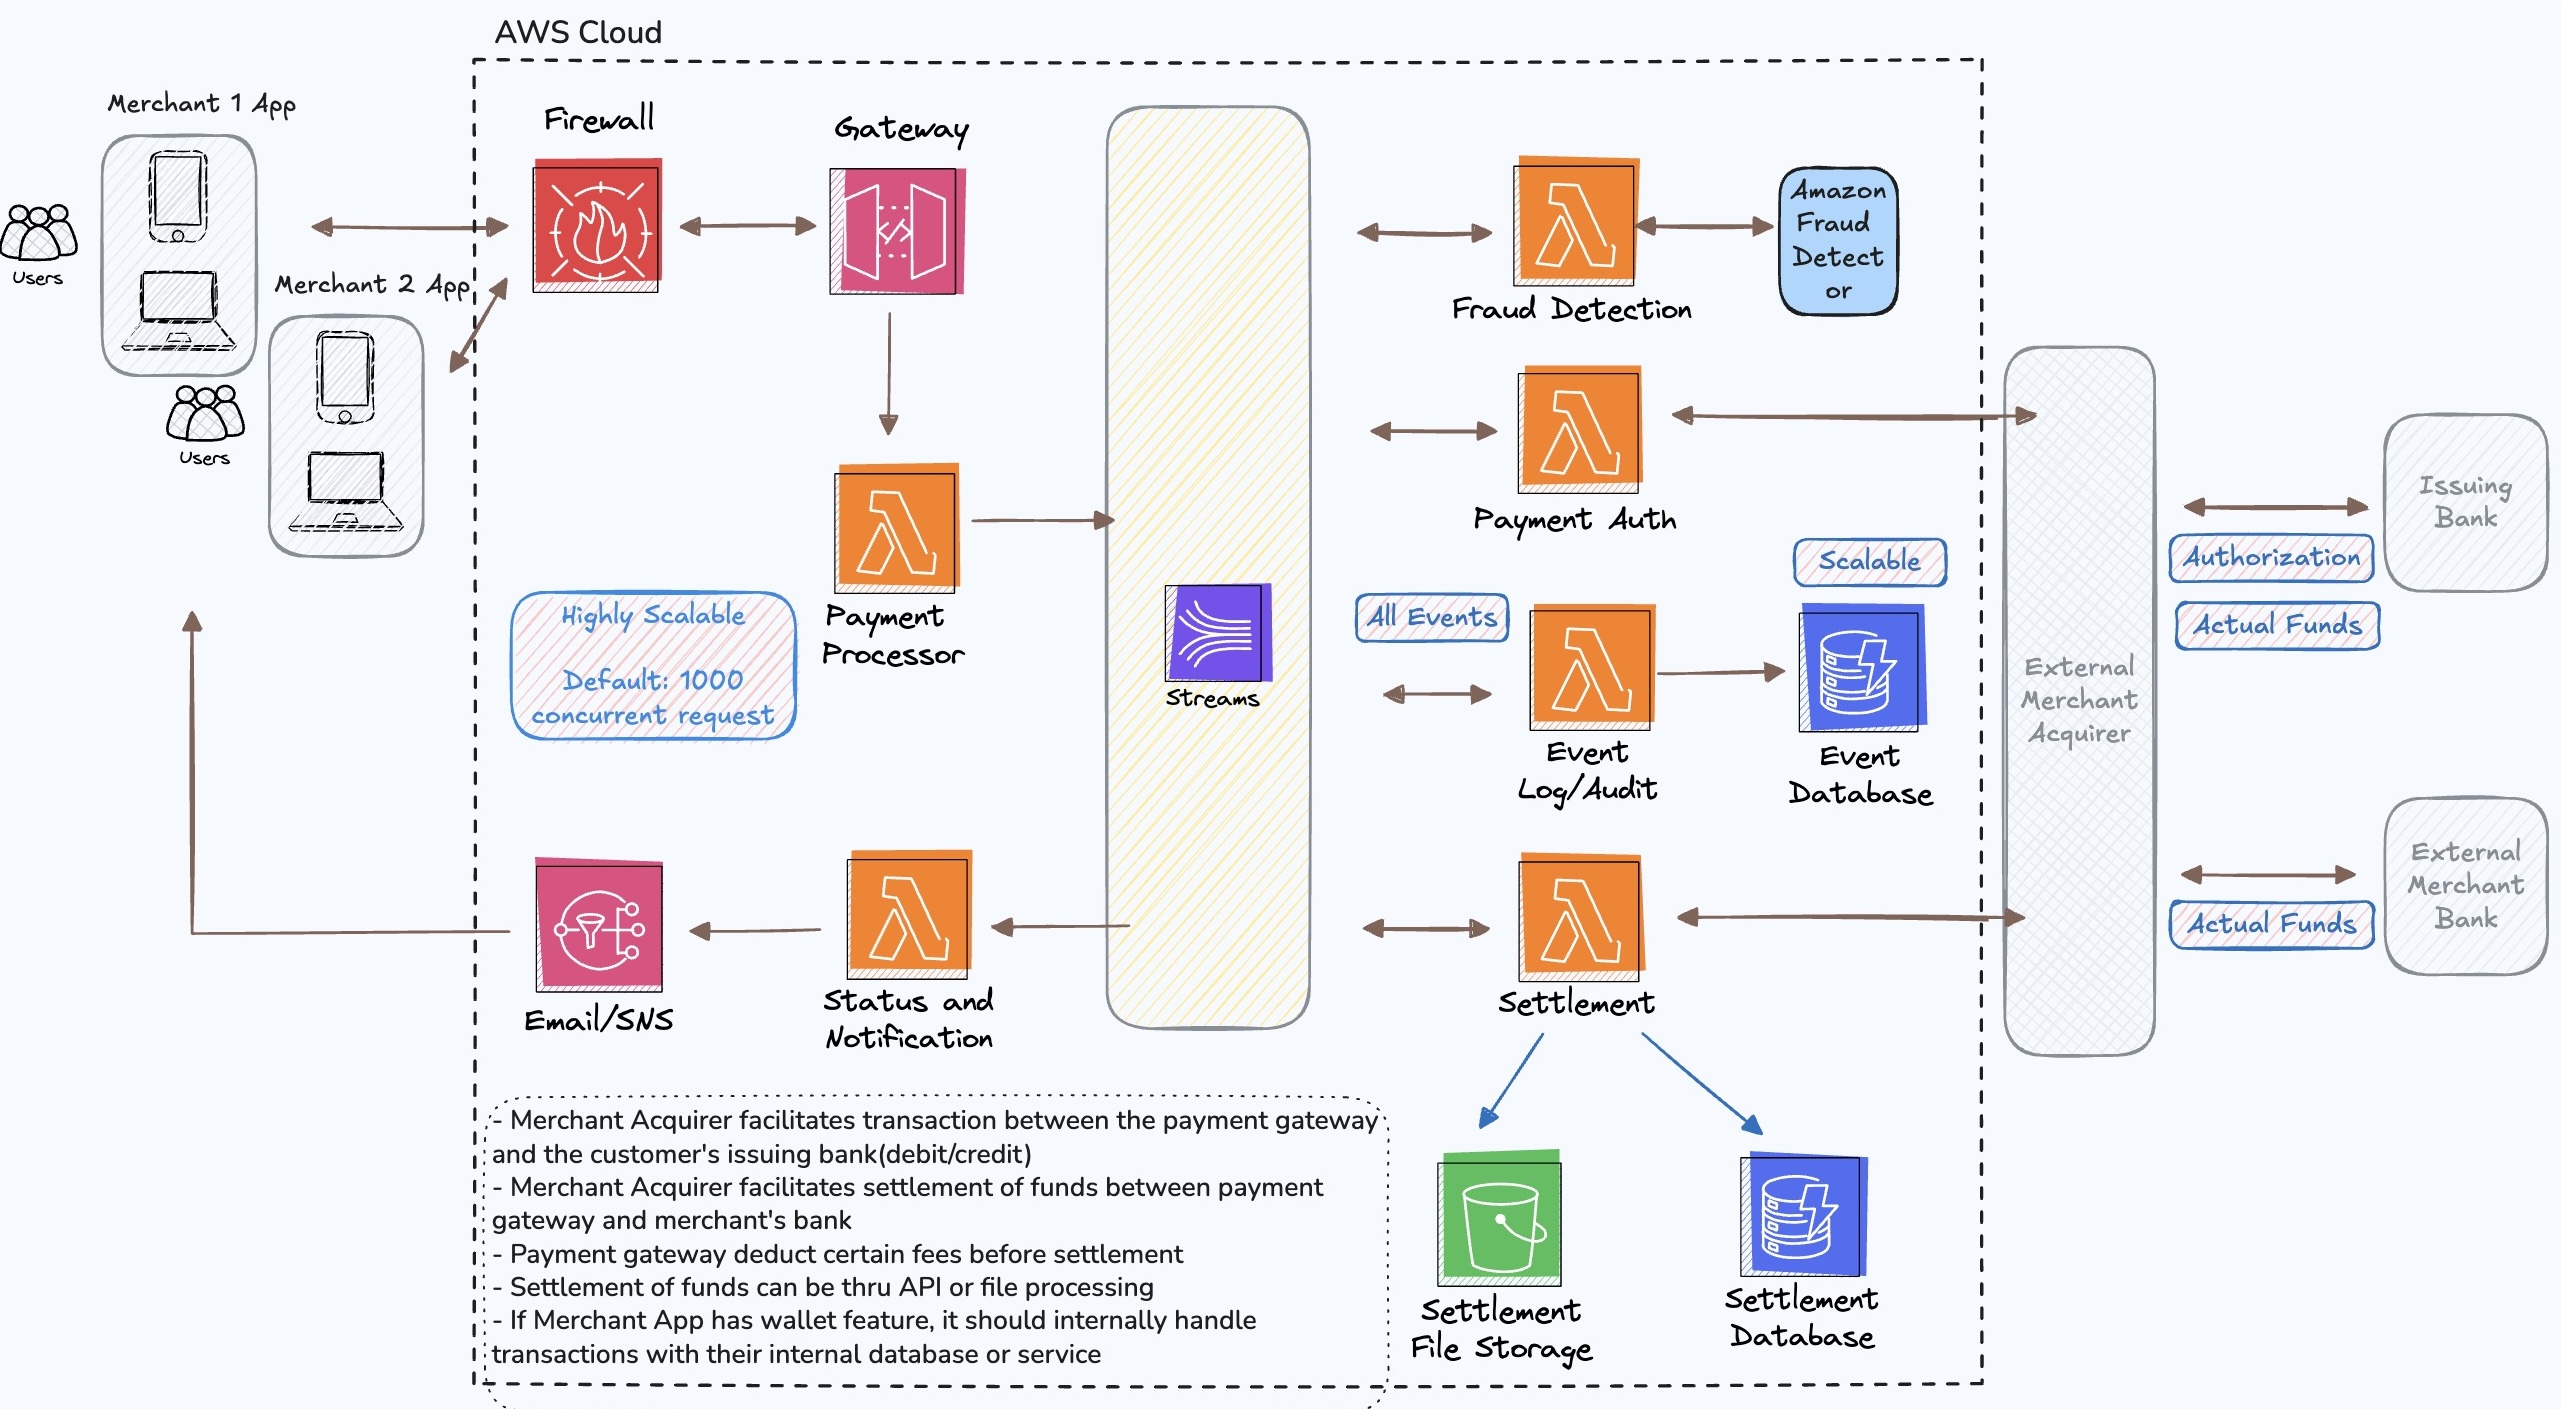 AWS Cloud
Merchant 1 App
Users
Merchant 2 App
Users
Firewall
Gateway
Payment
Processor
Highly Scalable
Default: 1000
concurrent request
Streams
Email/SNS
Status and
Notification
Amazon
Fraud
Detect
or
Fraud Detection
Payment Auth
Scalable
All Events
Event
Log/Audit
Event
Database
Settlement
Settlement
File Storage
Settlement
Database
External
Merchant
Acquirer
Issuing
Bank
Authorization
Actual Funds
External
Merchant
Bank
Actual Funds
- Merchant Acquirer facilitates transaction between the payment gateway
and the customer's issuing bank(debit/credit)
- Merchant Acquirer facilitates settlement of funds between payment
gateway and merchant's bank
- Payment gateway deduct certain fees before settlement
- Settlement of funds can be thru API or file processing
- If Merchant App has wallet feature, it should internally handle
transactions with their internal database or service